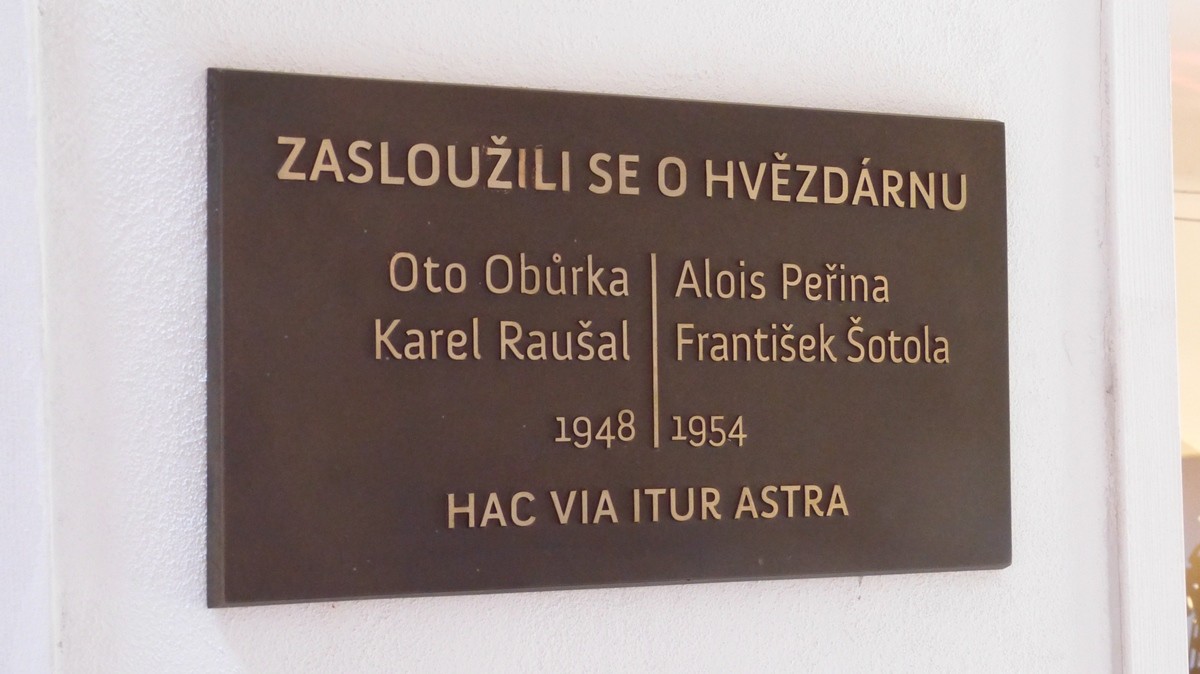 ZASLOUŽILI SE O HVĚZDÁRNU
Oto Obůrka | Alois Peřina
Karel Raušal | František Šotola
1948 | 1954
HAC VIA ITUR ASTRA